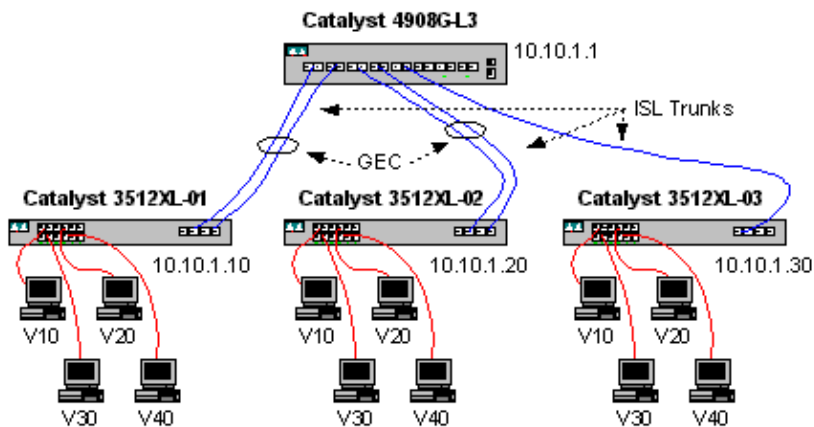 Catalyst 4908G-L3
10.10.1.1
ISL Trunks
GEC
Catalyst 3512XL-01
Catalyst 3512XL-02
Catalyst 3512XL-03
10.10.1.10
10.10.1.20
10.10.1.30
V10
V20
V10
V20
V10
V20
V30
V40
V30
V40
V30
V40